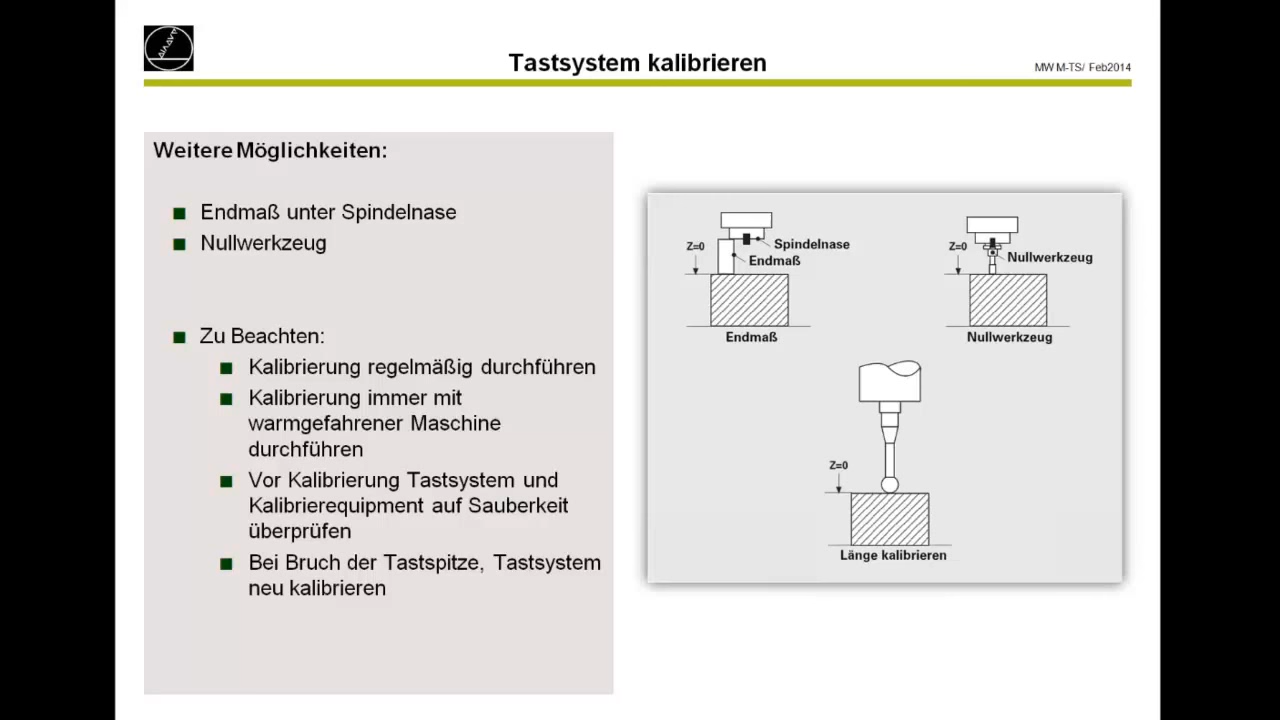 Tastsystem kalibrieren
MW M-TS/ Feb2014
Weitere Möglichkeiten:
Endmaß unter Spindelnase
Nullwerkzeug
Zu Beachten:
Kalibrierung regelmäßig durchführen
Kalibrierung immer mit
warmgefahrener Maschine
durchführen
Vor Kalibrierung Tastsystem und
Kalibrierequipment auf Sauberkeit
überprüfen
Bei Bruch der Tastspitze, Tastsystem
neu kalibrieren
Z=0
Spindelnase
Endmaß
Endmaß
Z=0
Nullwerkzeug
Nullwerkzeug
Z=0
Länge kalibrieren